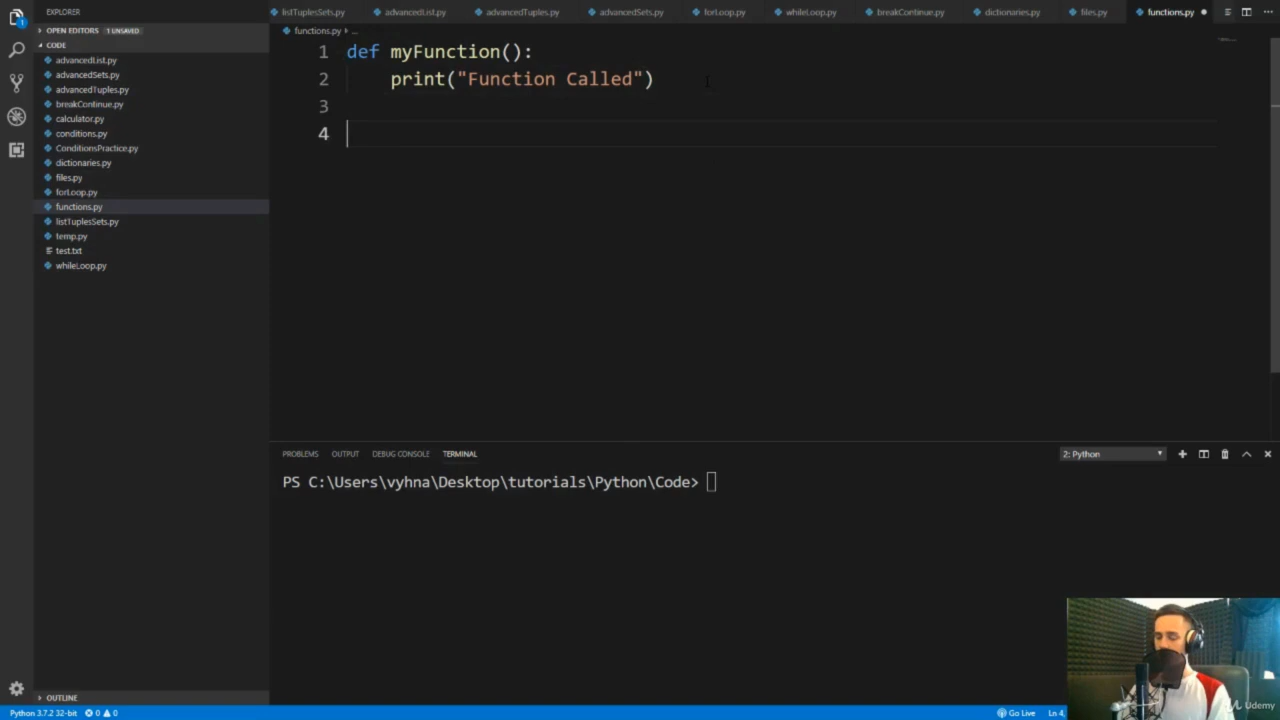 EXPLORER
OPEN EDITORS 1 UNSAVED
CODE
advancedList.py
advancedSets.py
advancedTuples.py
breakContinue.py
calculator.py
conditions.py
ConditionsPractice.py
dictionaries.py
files.py
forLoop.py
functions.py
listTuplesSets.py
temp.py
test.txt
whileLoop.py
OUTLINE
listTuplesSets.py advancedList.py advancedTuples.py advancedSets.py forLoop.py whileLoop.py breakContinue.py dictionaries.py files.py functions.py
functions.py > ...
1 def myFunction():
2 print("Function Called")
3
4
PROBLEMS OUTPUT DEBUG CONSOLE TERMINAL 2: Python
PS C:\Users\vyhna\Desktop\tutorials\Python\Code>
Python 3.7.2 32-bit 0 0 Go Live Ln 4,
Udemy